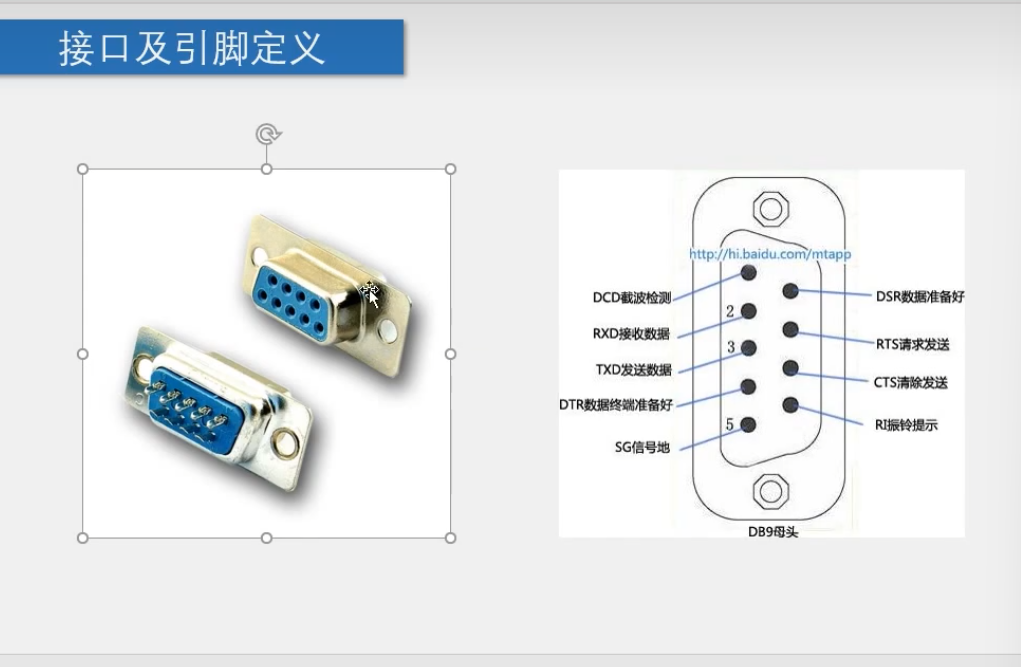 接口及引脚定义
http://hi.baidu.com/mtapp
DCD截波检测
DSR数据准备好
2
RXD接收数据
RTS请求发送
3
TXD发送数据
CTS清除发送
DTR数据终端准备好
RI振铃提示
5
SG信号地
DB9母头